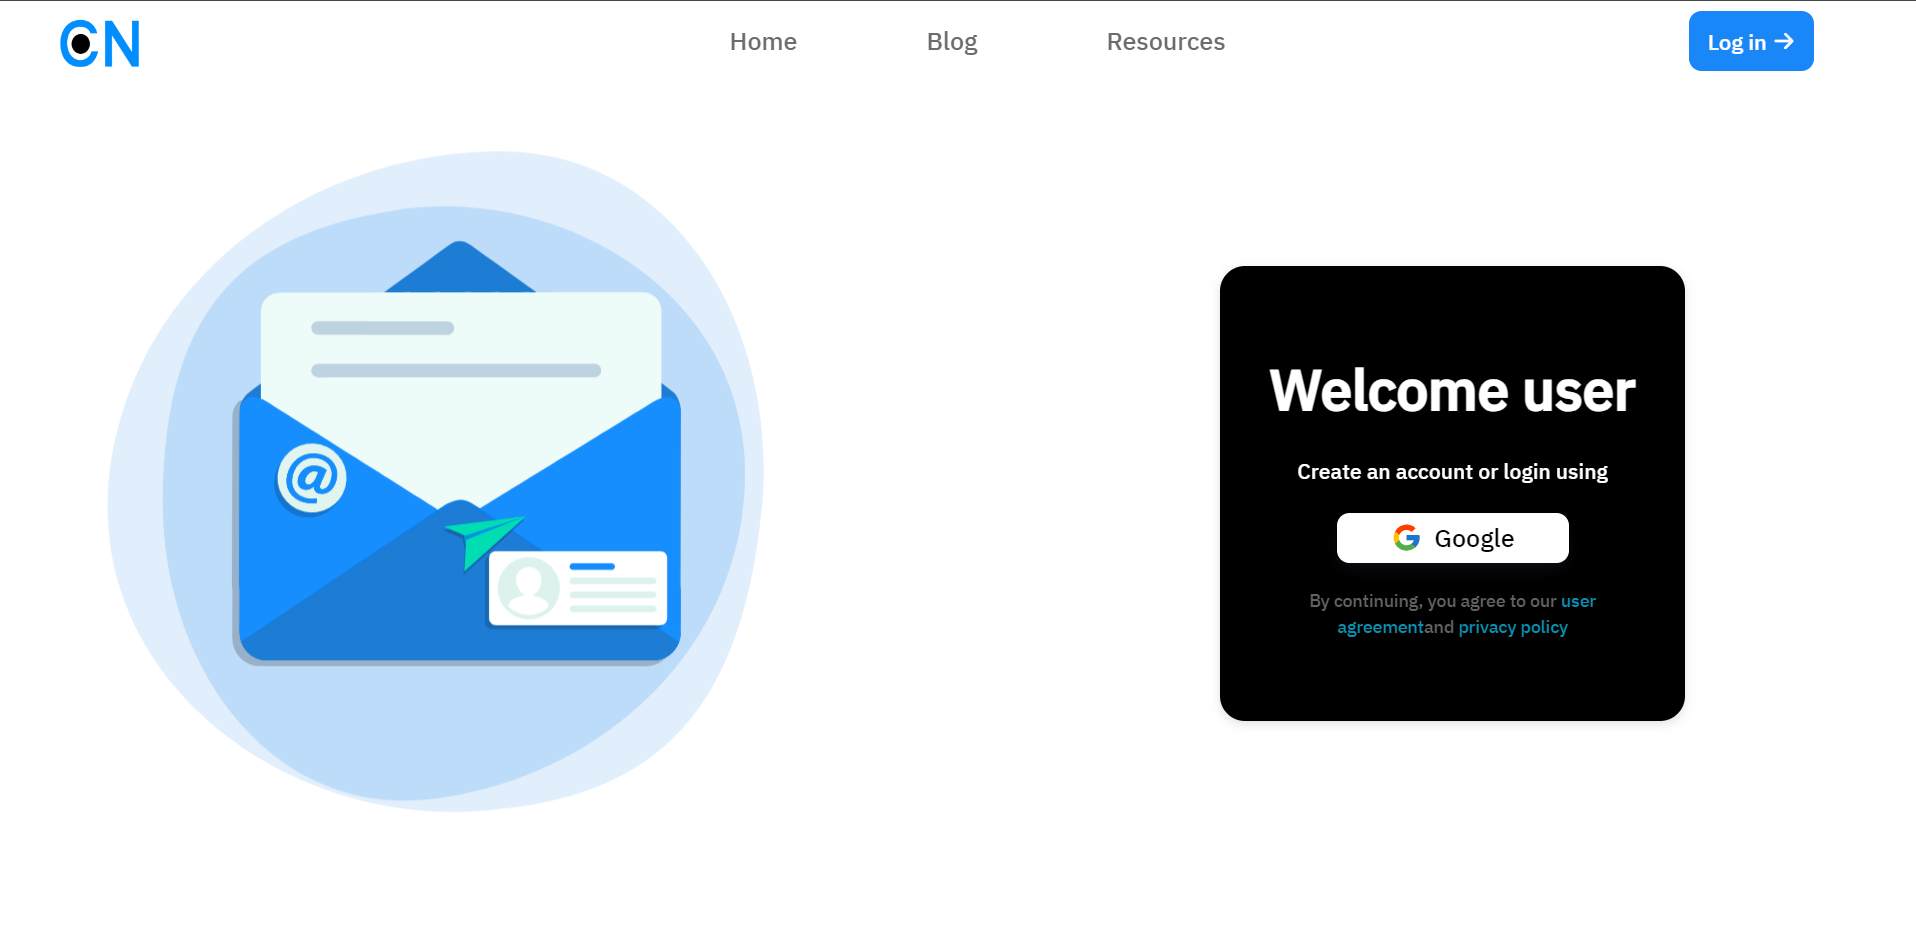 CN
Home
Blog
Resources
Log in →
@
Welcome user
Create an account or login using
G Google
By continuing, you agree to our user
agreementand privacy policy